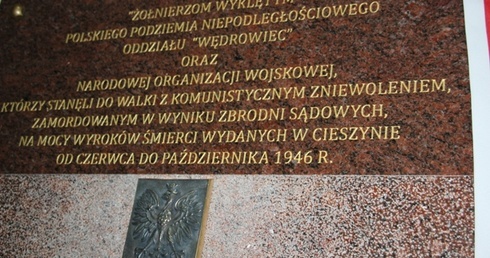 "ŻOŁNIERZOM WYKLĘTYM,
POLSKIEGO PODZIEMIA NIEPODLEGŁOŚCIOWEGO
ODDZIAŁU "WĘDROWIEC"
ORAZ
NARODOWEJ ORGANIZACJI WOJSKOWEJ,
KTÓRZY STANĘLI DO WALKI Z KOMUNISTYCZNYM ZNIEWOLENIEM,
ZAMORDOWANYM W WYNIKU ZBRODNI SĄDOWYCH,
NA MOCY WYROKÓW ŚMIERCI WYDANYCH W CIESZYNIE
OD CZERWCA DO PAŹDZIERNIKA 1946 R.